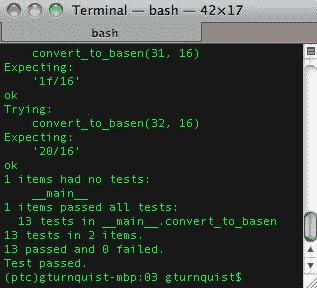 Terminal — bash — 42×17
bash
convert_to_basen(31, 16)
Expecting:
'1f/16'
ok
Trying:
convert_to_basen(32, 16)
Expecting:
'20/16'
ok
1 items had no tests:
__main__
1 items passed all tests:
13 tests in __main__.convert_to_basen
13 tests in 2 items.
13 passed and 0 failed.
Test passed.
(ptc)gturnquist-mbp:03 gturnquist$